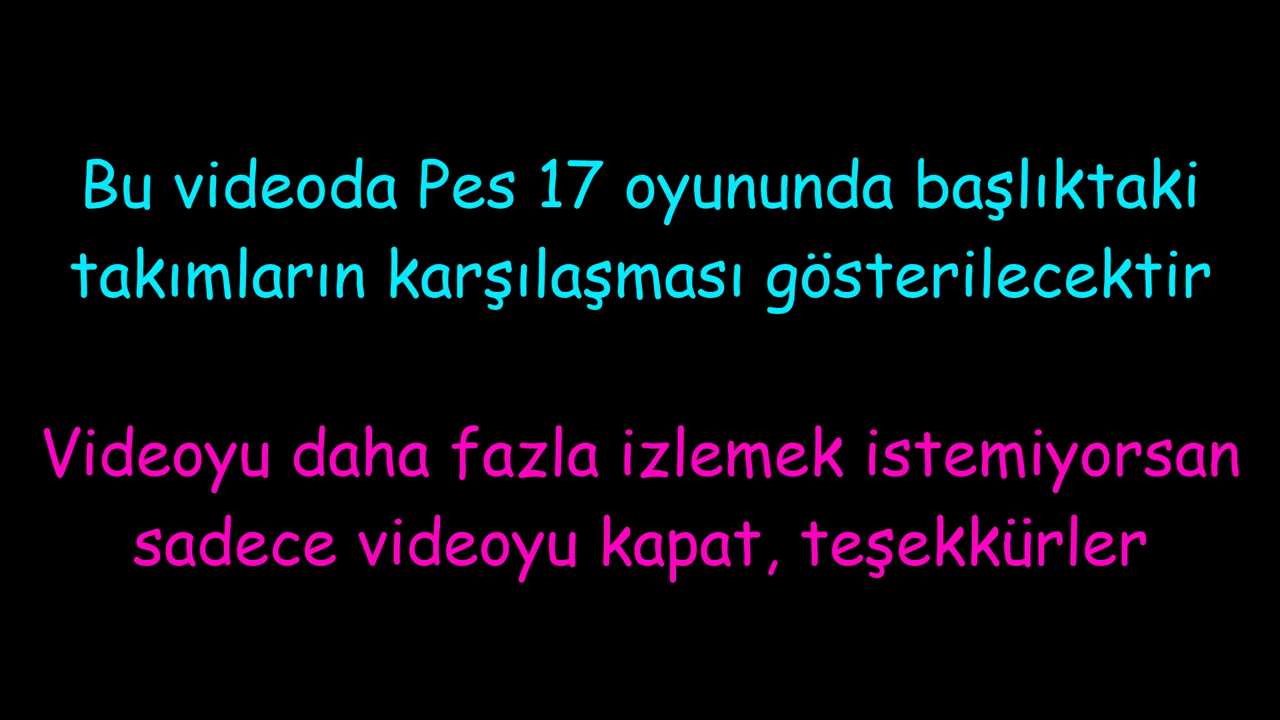 Bu videoda Pes 17 oyununda başlıktaki
takımların karşılaşması gösterilecektir
Videoyu daha fazla izlemek istemiyorsan
sadece videoyu kapat, teşekkürler